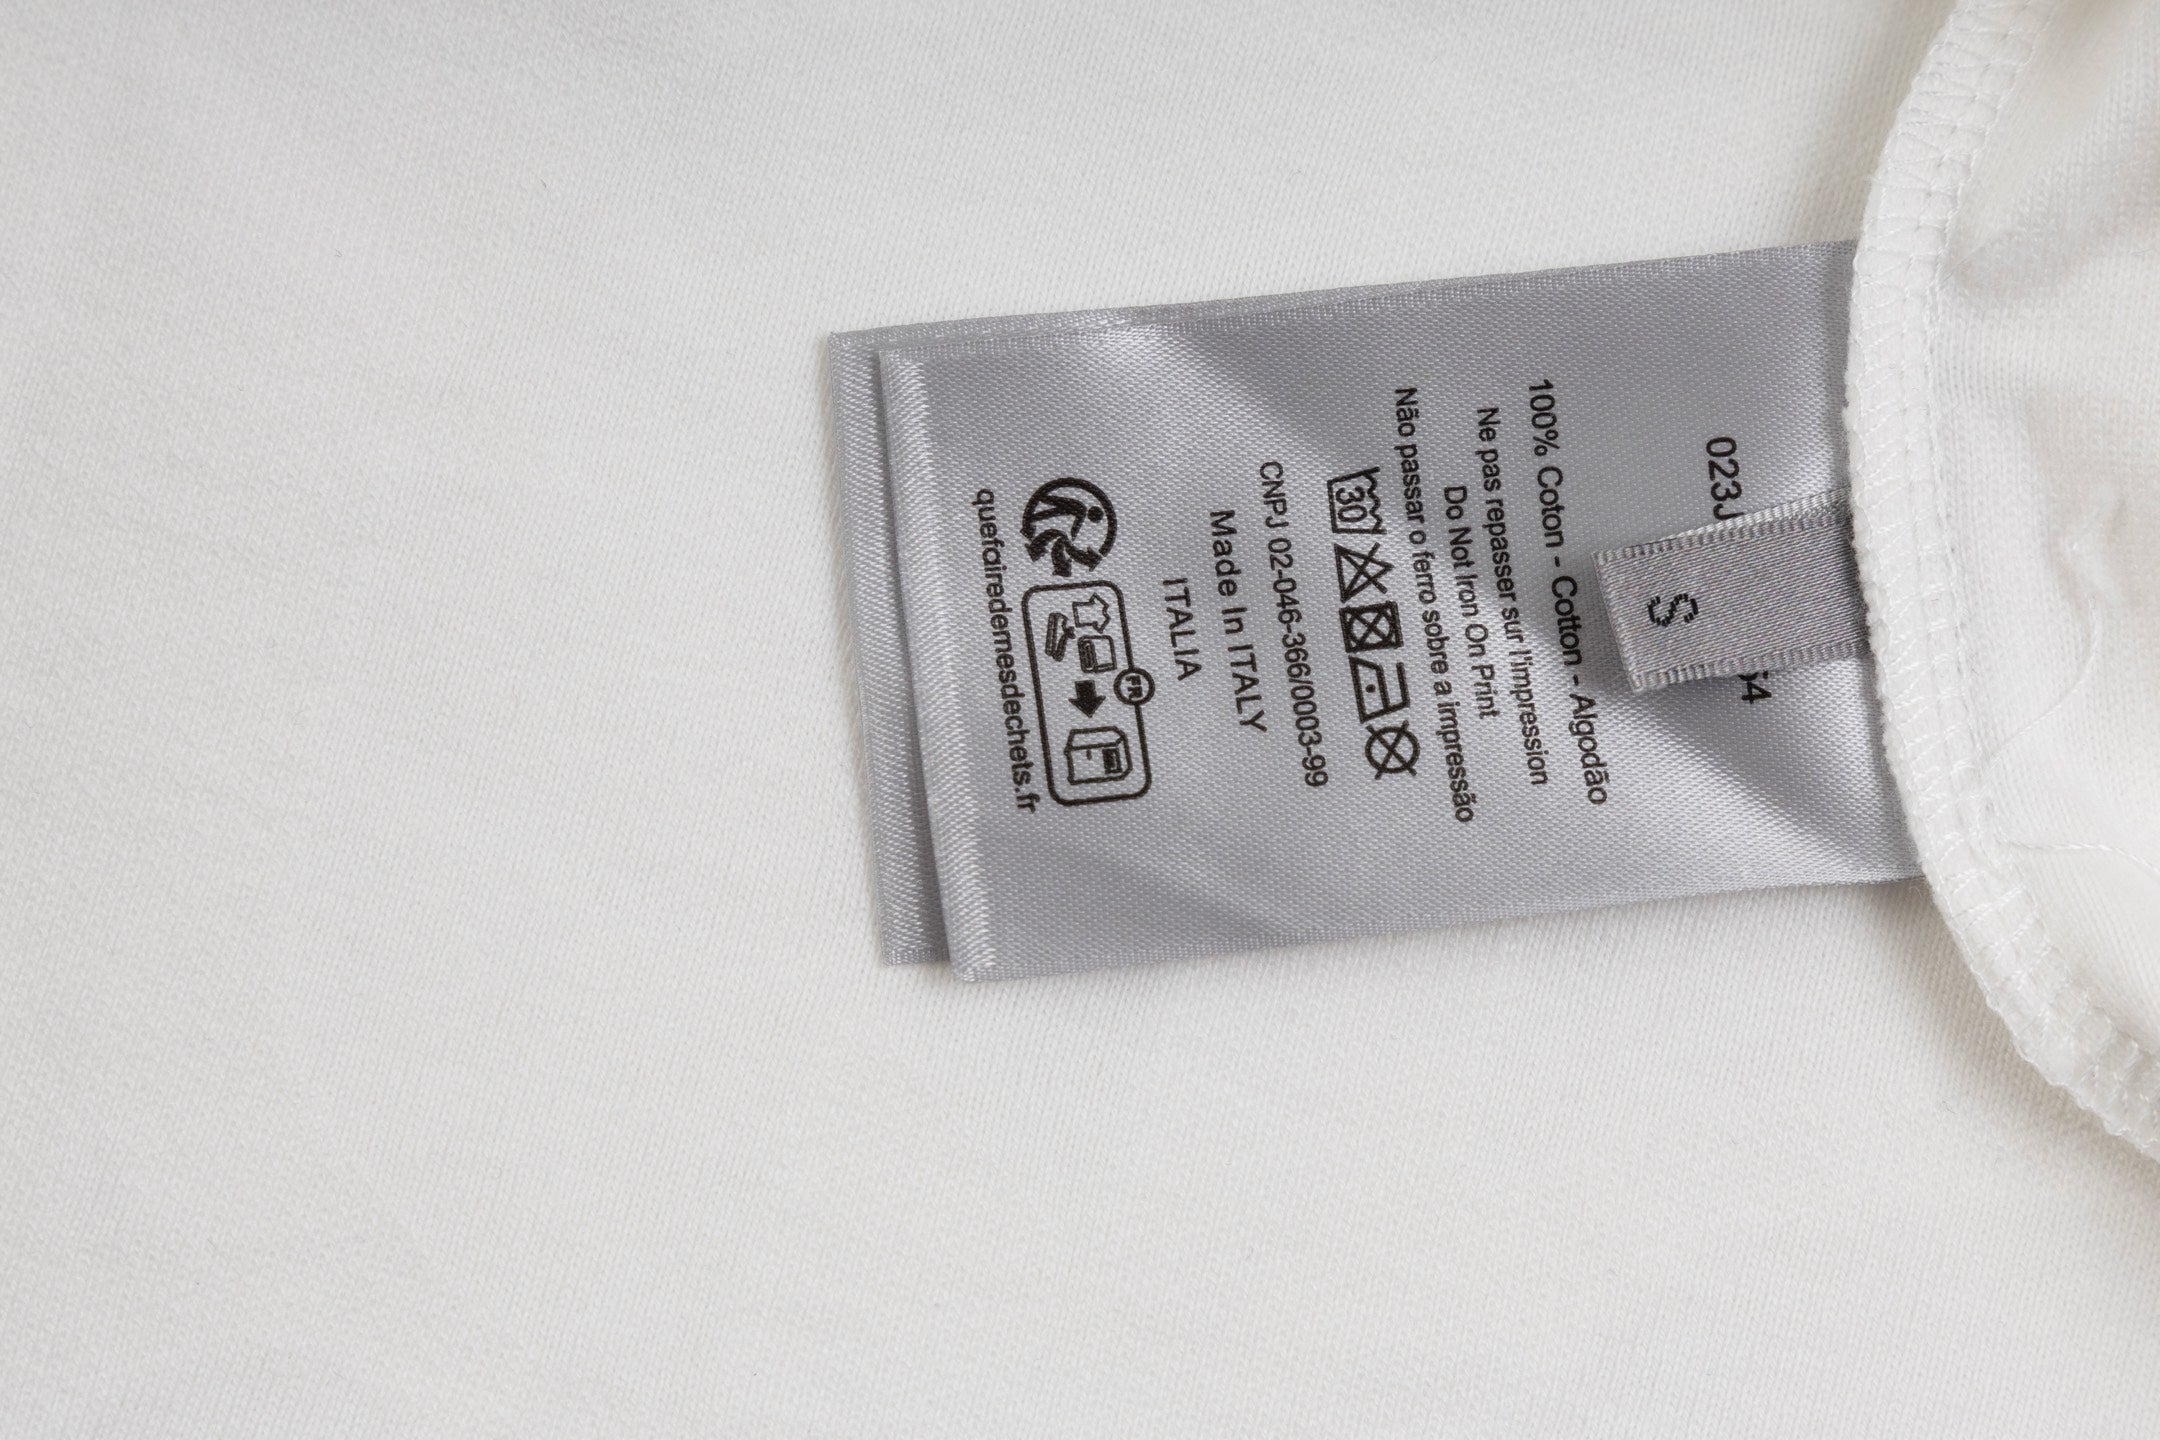 023J
54
S
100% Coton - Cotton - Algodão
Ne pas repasser sur l'impression
Do Not Iron On Print
Não passar o ferro sobre a impressão
30
CNPJ 02-046-366/0003-99
Made In ITALY
ITALIA
FR
quefairedemesdechets.fr